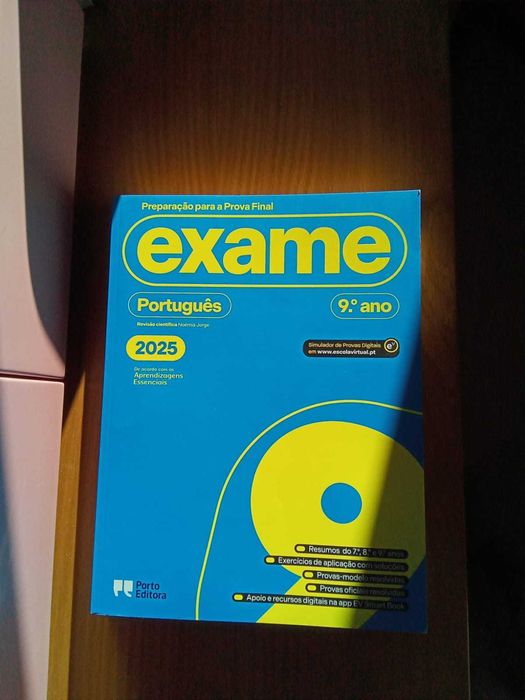 Preparação para a Prova Final
exame
Português
9.º ano
Revisão científica Noémia Jorge
2025
Simulador de Provas Digitais
em www.escolavirtual.pt
eV
De acordo com as
Aprendizagens
Essenciais
Resumos do 7.º, 8.º e 9.º anos
Exercícios de aplicação com soluções
Provas-modelo resolvidas
Provas oficiais resolvidas
Apoio e recursos digitais na app EV Smart Book
Porto
Editora